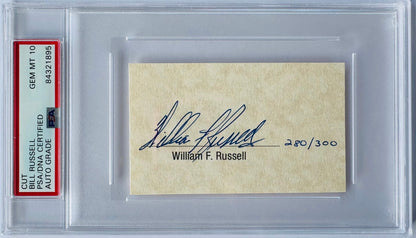 CUT
BILL RUSSELL
PSA/DNA CERTIFIED
AUTO GRADE
GEM MT 10
84321895
PSA
William F Russell
280/300
William F. Russell